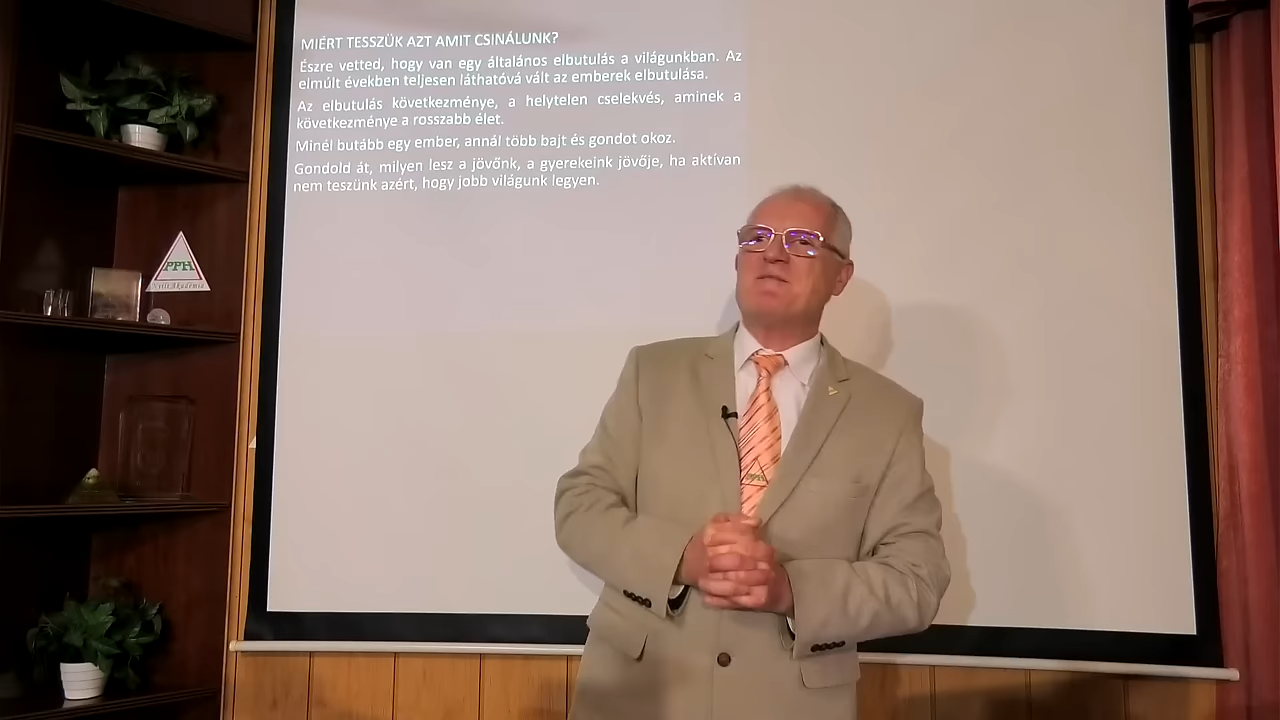 MIÉRT TESSZÜK AZT AMIT CSINÁLUNK?
Észre vetted, hogy van egy általános elbutulás a világunkban. Az
elmúlt években teljesen láthatóvá vált az emberek elbutulása.
Az elbutulás következménye, a helytelen cselekvés, aminek a
következménye a rosszabb élet.
Minél butább egy ember, annál több bajt és gondot okoz.
Gondold át, milyen lesz a jövőnk, a gyerekeink jövője, ha aktívan
nem teszünk azért, hogy jobb világunk legyen.
PPH
Nyílt Akadémia
PPH